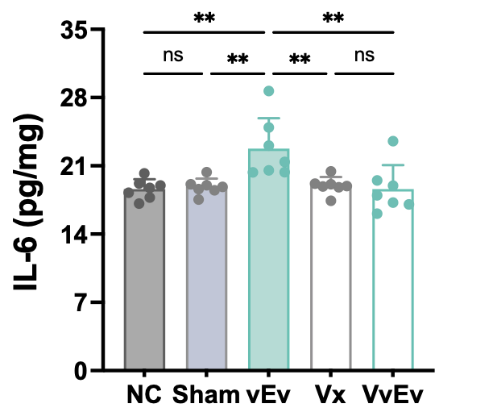 35
28
21
14
7
0
IL-6 (pg/mg)
** **
ns ** ** ns
NC Sham vEv Vx VvEv